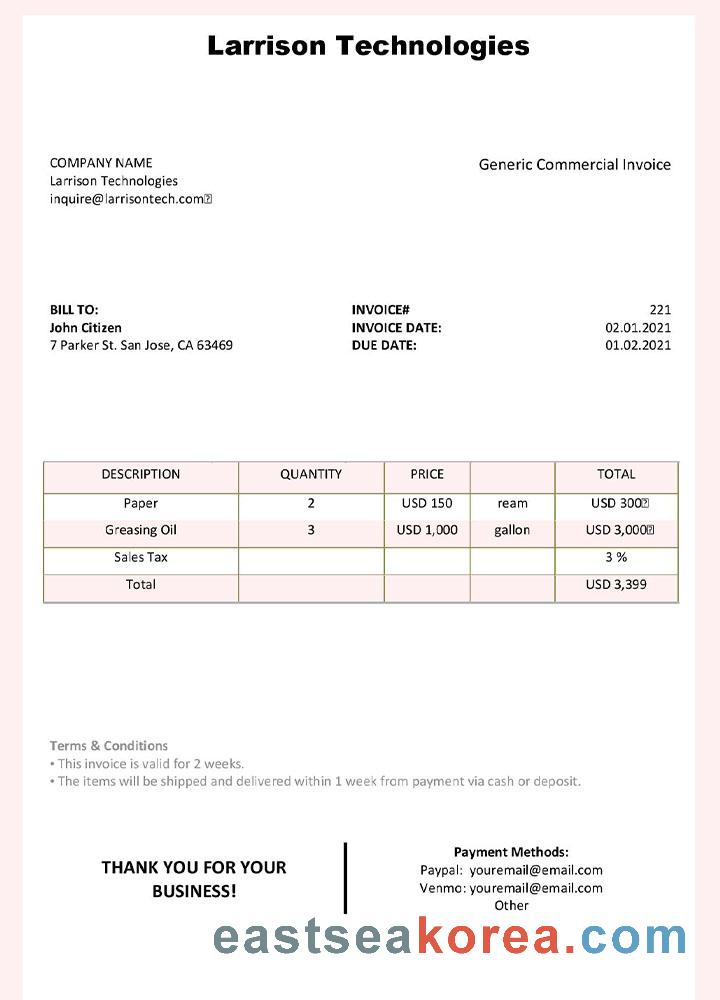 Larrison Technologies
COMPANY NAME
Larrison Technologies
inquire@larrisontech.com
Generic Commercial Invoice
BILL TO:
John Citizen
7 Parker St. San Jose, CA 63469
INVOICE# 221
INVOICE DATE: 02.01.2021
DUE DATE: 01.02.2021
DESCRIPTION QUANTITY PRICE TOTAL
Paper 2 USD 150 ream USD 300
Greasing Oil 3 USD 1,000 gallon USD 3,000
Sales Tax 3 %
Total USD 3,399
Terms & Conditions
• This invoice is valid for 2 weeks.
• The items will be shipped and delivered within 1 week from payment via cash or deposit.
THANK YOU FOR YOUR
BUSINESS!
Payment Methods:
Paypal: youremail@email.com
Venmo: youremail@email.com
Other
eastseakorea.com